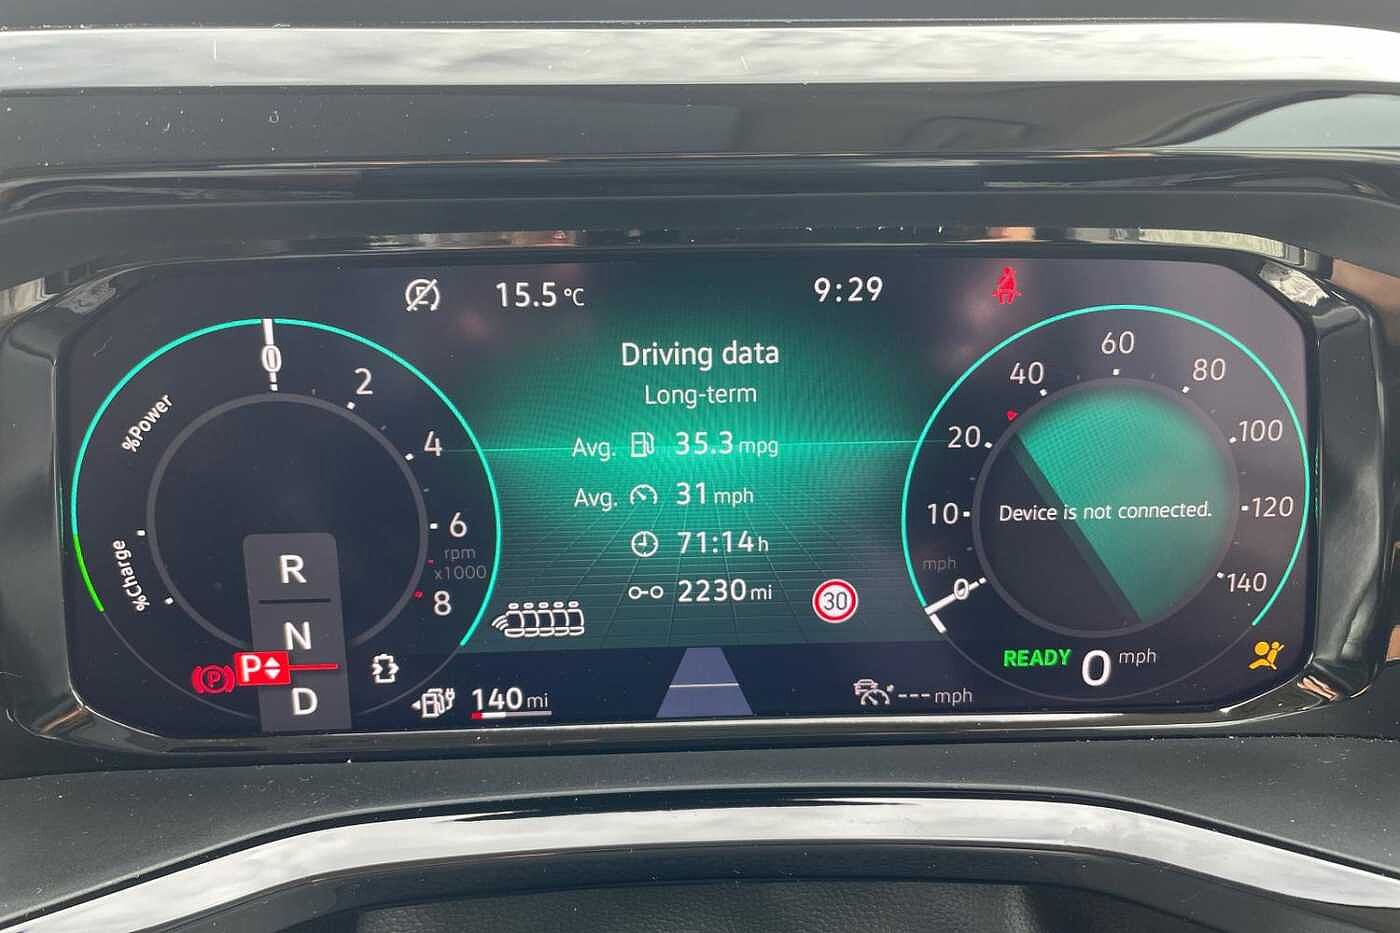 15.5 °C
9:29
Driving data
Long-term
Avg. 35.3 mpg
Avg. 31 mph
71:14 h
2230 mi
30
%Power
%Charge
0
2
4
6
8
rpm
x1000
R
N
P
P
D
140 mi
--- mph
0
10
20
40
60
80
100
120
140
mph
Device is not connected.
READY 0 mph